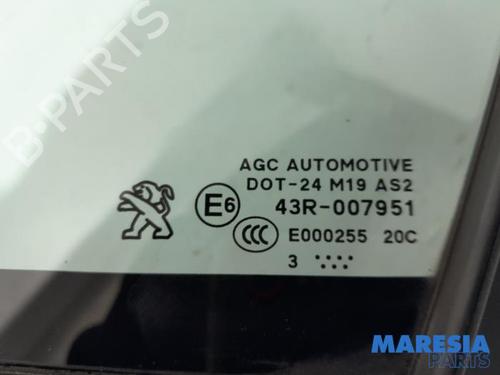 B-PARTS
AGC AUTOMOTIVE
DOT-24 M19 AS2
E6 43R-007951
CCC E000255 20C
3
MARESIA
PARTS